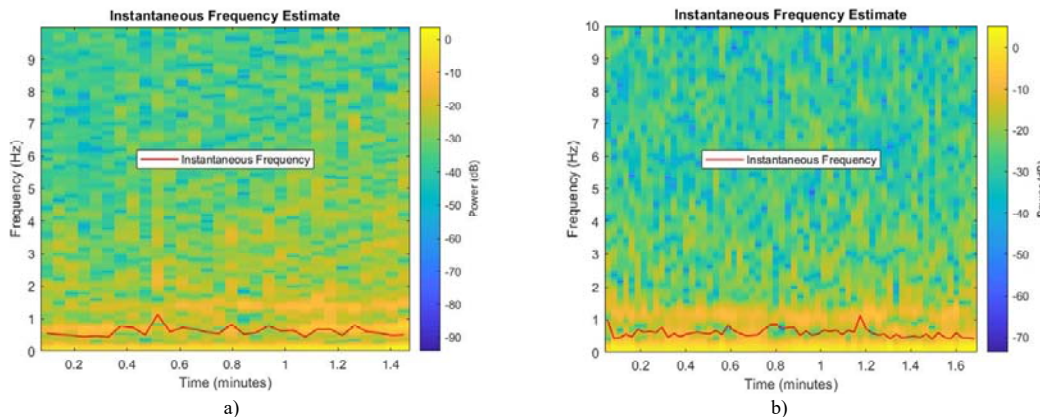 Instantaneous Frequency Estimate
9
8
7
6
5
4
3
2
1
0
Frequency (Hz)
0.2 0.4 0.6 0.8 1 1.2 1.4
Time (minutes)
Instantaneous Frequency
0
-10
-20
-30
-40
-50
-60
-70
-80
-90
Power (dB)
a)
Instantaneous Frequency Estimate
10
9
8
7
6
5
4
3
2
1
0
Frequency (Hz)
0.2 0.4 0.6 0.8 1 1.2 1.4 1.6
Time (minutes)
Instantaneous Frequency
0
-10
-20
-30
-40
-50
-60
-70
Power (dB)
b)